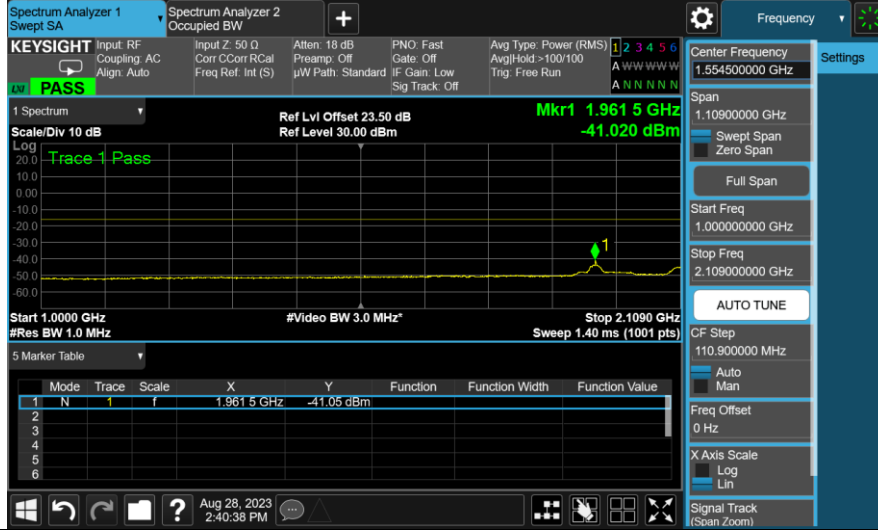 Spectrum Analyzer 1
Swept SA
Spectrum Analyzer 2
Occupied BW
+
Frequency
KEYSIGHT
Input: RF
Coupling: AC
Align: Auto
Input Z: 50 Ω
Corr CCorr RCal
Freq Ref: Int (S)
Atten: 18 dB
Preamp: Off
µW Path: Standard
PNO: Fast
Gate: Off
IF Gain: Low
Sig Track: Off
Avg Type: Power (RMS)
Avg|Hold:>100/100
Trig: Free Run
1 2 3 4 5 6
A W W W W W
A N N N N N
LXI PASS
1 Spectrum
Scale/Div 10 dB
Ref Lvl Offset 23.50 dB
Ref Level 30.00 dBm
Mkr1 1.961 5 GHz
-41.020 dBm
Log
Trace 1 Pass
20.0
10.0
0.00
-10.0
-20.0
-30.0
-40.0
-50.0
-60.0
1
Start 1.0000 GHz
#Res BW 1.0 MHz
#Video BW 3.0 MHz*
Stop 2.1090 GHz
Sweep 1.40 ms (1001 pts)
5 Marker Table
Mode Trace Scale X Y Function Function Width Function Value
1 N 1 f 1.961 5 GHz -41.05 dBm
2
3
4
5
6
Aug 28, 2023
2:40:38 PM
?
Settings
Center Frequency
1.554500000 GHz
Span
1.10900000 GHz
Swept Span
Zero Span
Full Span
Start Freq
1.000000000 GHz
Stop Freq
2.109000000 GHz
AUTO TUNE
CF Step
110.900000 MHz
Auto
Man
Freq Offset
0 Hz
X Axis Scale
Log
Lin
Signal Track
(Span Zoom)